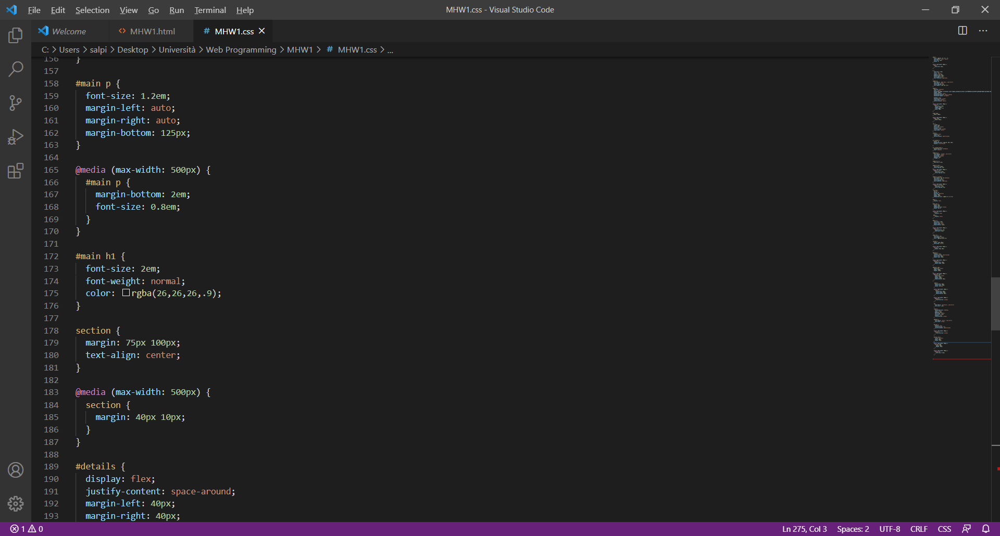 File Edit Selection View Go Run Terminal Help MHW1.css - Visual Studio Code
Welcome <> MHW1.html # MHW1.css
C: > Users > salpi > Desktop > Università > Web Programming > MHW1 > # MHW1.css > ...
156 }
157
158 #main p {
159 font-size: 1.2em;
160 margin-left: auto;
161 margin-right: auto;
162 margin-bottom: 125px;
163 }
164
165 @media (max-width: 500px) {
166 #main p {
167 margin-bottom: 2em;
168 font-size: 0.8em;
169 }
170 }
171
172 #main h1 {
173 font-size: 2em;
174 font-weight: normal;
175 color: rgba(26,26,26,.9);
176 }
177
178 section {
179 margin: 75px 100px;
180 text-align: center;
181 }
182
183 @media (max-width: 500px) {
184 section {
185 margin: 40px 10px;
186 }
187 }
188
189 #details {
190 display: flex;
191 justify-content: space-around;
192 margin-left: 40px;
193 margin-right: 40px;
1 0 Ln 275, Col 3 Spaces: 2 UTF-8 CRLF CSS